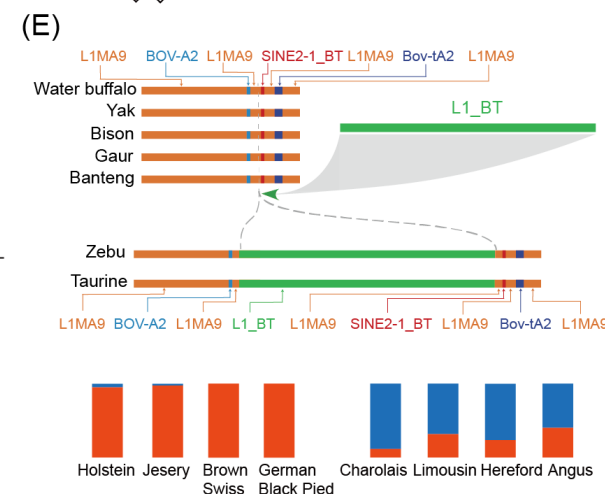 (E)
L1MA9 BOV-A2 L1MA9 SINE2-1_BT L1MA9 Bov-tA2 L1MA9
Water buffalo
Yak
Bison
Gaur
Banteng
L1_BT
Zebu
Taurine
L1MA9 BOV-A2 L1MA9 L1_BT L1MA9 SINE2-1_BT L1MA9 Bov-tA2 L1MA9
Holstein Jesery Brown Swiss German Black Pied Charolais Limousin Hereford Angus